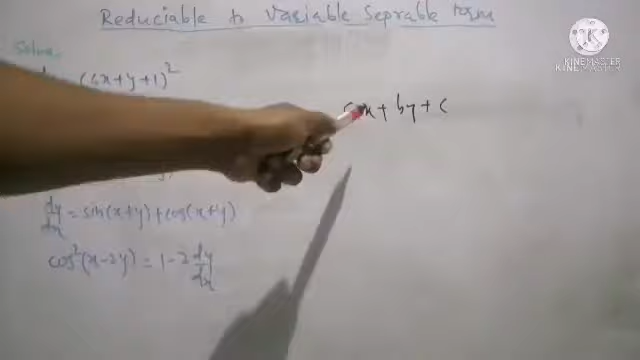 Reduciable to Variable Seprable form
Solve
(4x+y+1)²
x + by + c
dy/dx = sin(x+y) + cos(x+y)
cos²(x-2y) = 1-2 dy/dx
KINEMASTER
KINEMASTER